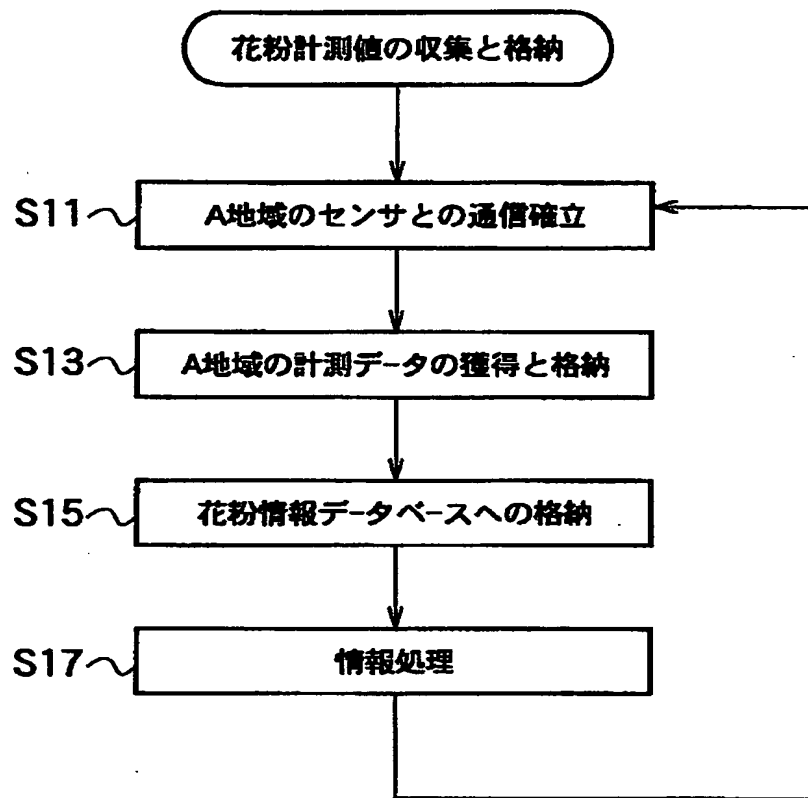 花粉計測値の収集と格納
S11 A地域のセンサとの通信確立
S13 A地域の計測データの獲得と格納
S15 花粉情報データベースへの格納
S17 情報処理